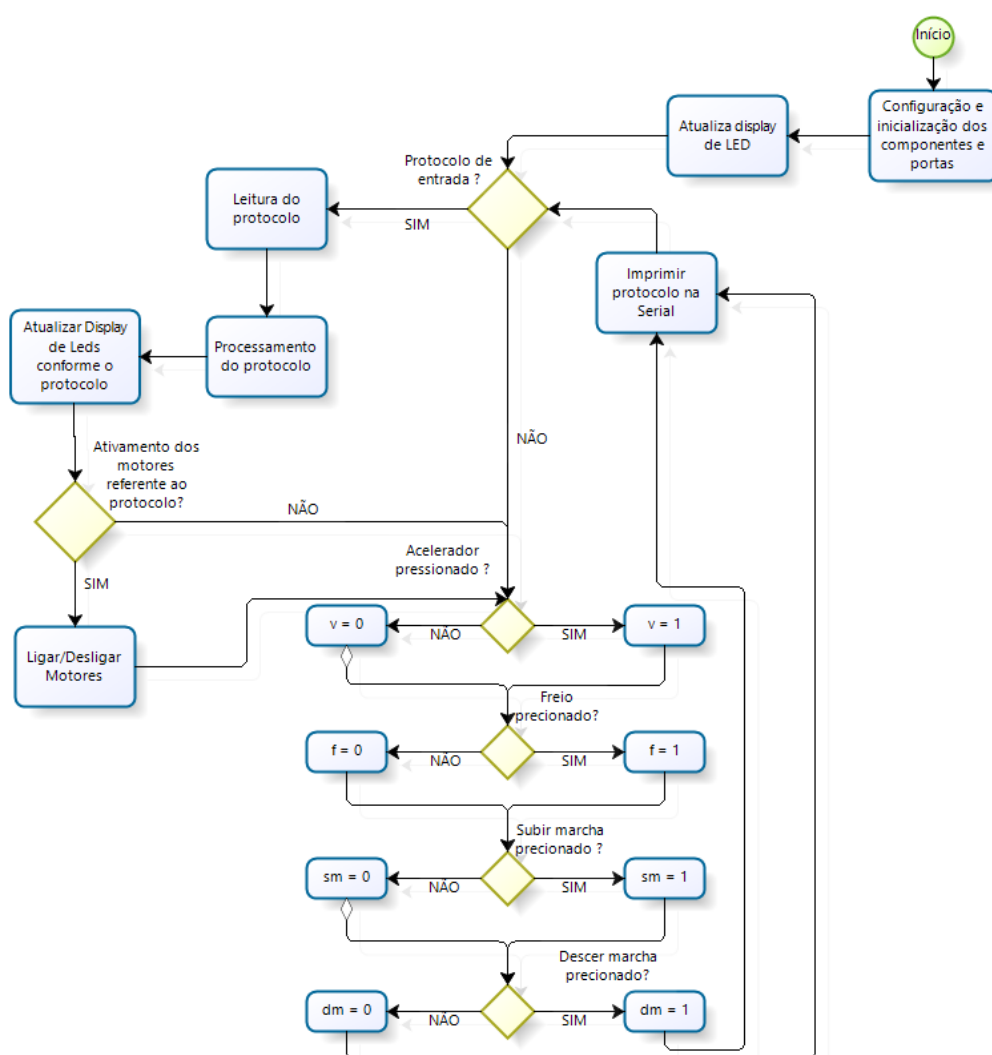 Início
Configuração e
inicialização dos
componentes e
portas
Atualiza display
de LED
Protocolo de
entrada ?
SIM
Leitura do
protocolo
Imprimir
protocolo na
Serial
Processamento
do protocolo
Atualizar Display
de Leds
conforme o
protocolo
NÃO
Ativamento dos
motores
referente ao
protocolo?
NÃO
SIM
Ligar/Desligar
Motores
Acelerador
pressionado ?
v = 0
NÃO
SIM
v = 1
Freio
precionado?
f = 0
NÃO
SIM
f = 1
Subir marcha
precionado ?
sm = 0
NÃO
SIM
sm = 1
Descer marcha
precionado?
dm = 0
NÃO
SIM
dm = 1